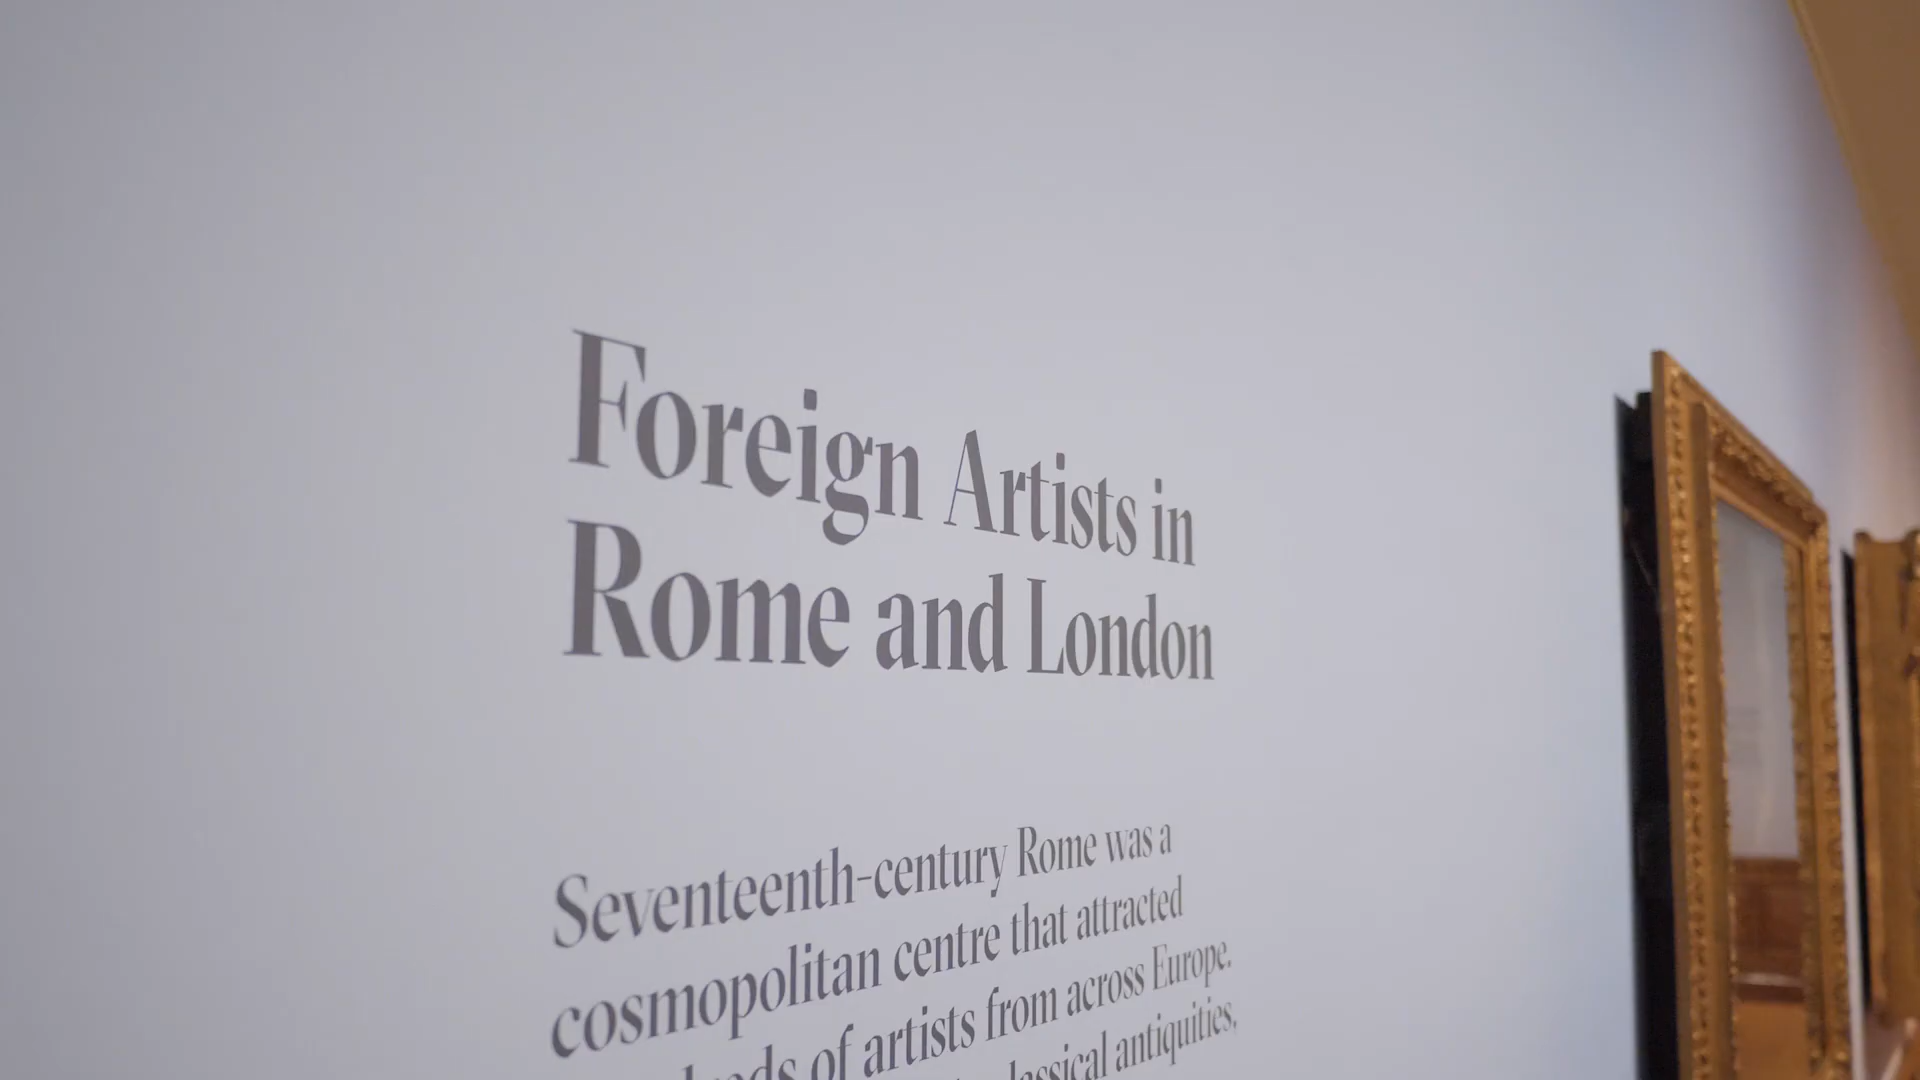 Foreign Artists in
Rome and London
Seventeenth-century Rome was a
cosmopolitan centre that attracted
of artists from across Europe.
antiquities,